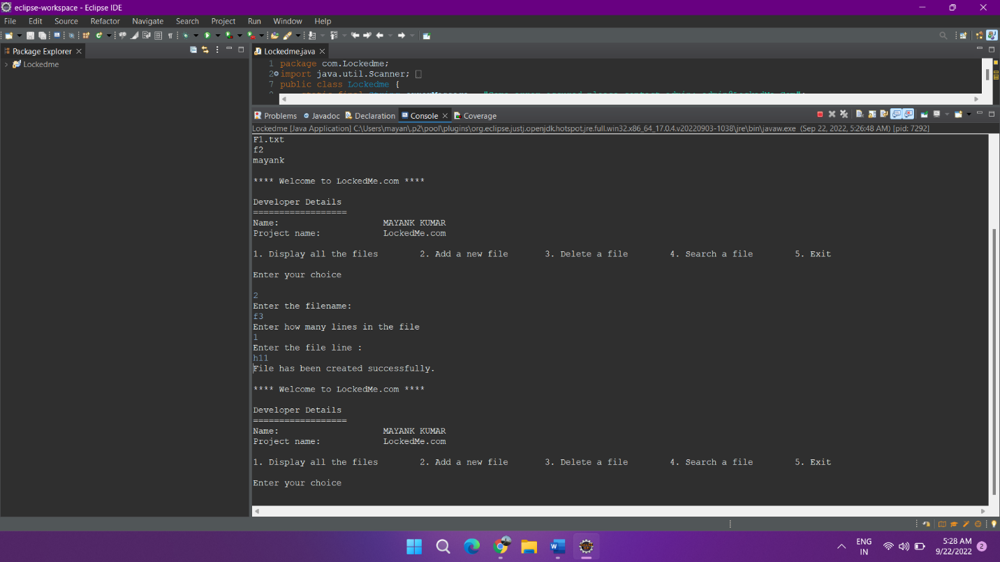 eclipse-workspace - Eclipse IDE
File Edit Source Refactor Navigate Search Project Run Window Help
Package Explorer
Lockedme
Lockedme.java
1 package com.Lockedme;
2 import java.util.Scanner;
7 public class Lockedme {
Problems Javadoc Declaration Console Coverage
Lockedme [Java Application] C:\Users\mayan\.p2\pool\plugins\org.eclipse.justj.openjdk.hotspot.jre.full.win32.x86_64_17.0.4.v20220903-1038\jre\bin\javaw.exe (Sep 22, 2022, 5:26:48 AM) [pid: 7292]
F1.txt
f2
mayank
**** Welcome to LockedMe.com ****
Developer Details
==================
Name: MAYANK KUMAR
Project name: LockedMe.com
1. Display all the files 2. Add a new file 3. Delete a file 4. Search a file 5. Exit
Enter your choice
2
Enter the filename:
f3
Enter how many lines in the file
1
Enter the file line :
h11
File has been created successfully.
**** Welcome to LockedMe.com ****
Developer Details
==================
Name: MAYANK KUMAR
Project name: LockedMe.com
1. Display all the files 2. Add a new file 3. Delete a file 4. Search a file 5. Exit
Enter your choice
ENG
IN
5:28 AM
9/22/2022
2